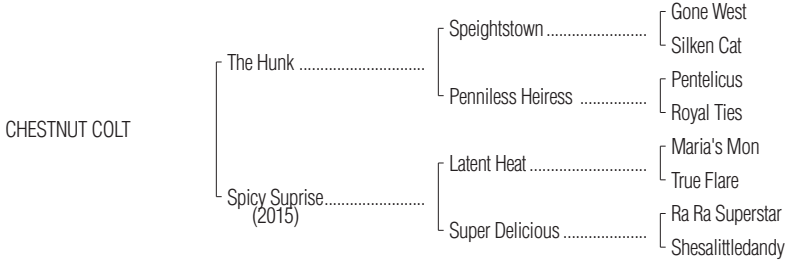 Gone West
Speightstown ........................
Silken Cat
The Hunk ..............................
Pentelicus
Penniless Heiress ................
Royal Ties
CHESTNUT COLT
Maria's Mon
Latent Heat ............................
True Flare
Spicy Suprise........................
(2015)
Ra Ra Superstar
Super Delicious ....................
Shesalittledandy